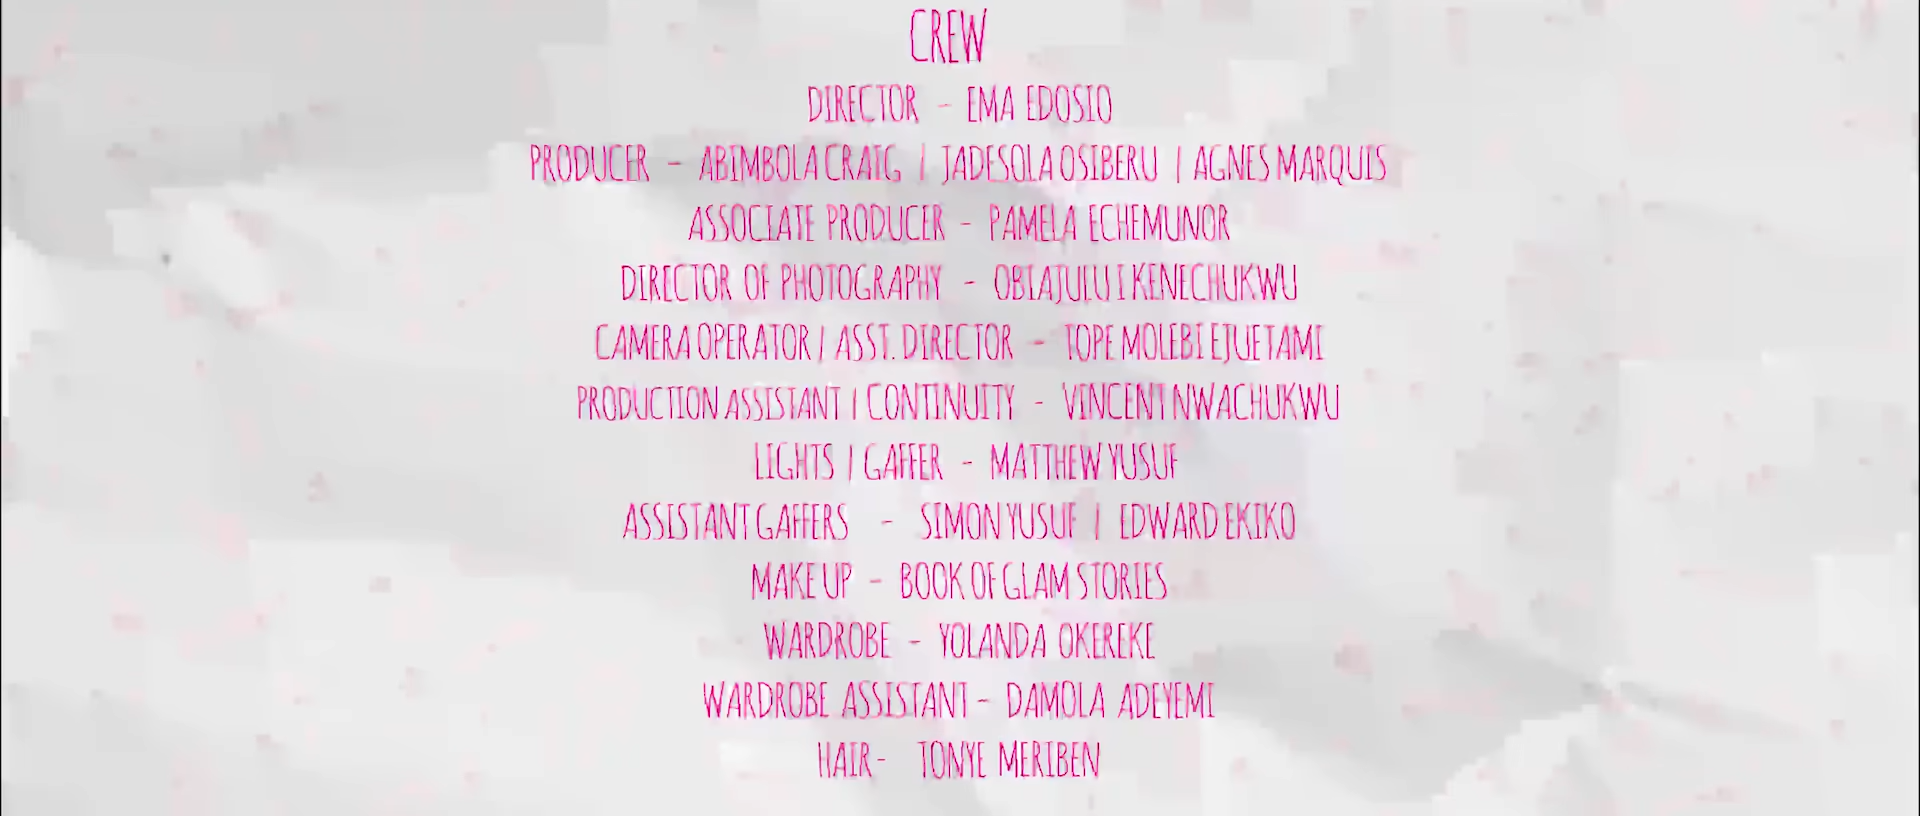 CREW
DIRECTOR - EMA EDOSIO
PRODUCER - ABIMBOLA CRAIG / JADESOLA OSIBERU / AGNES MARQUIS
ASSOCIATE PRODUCER - PAMELA ECHEMUNOR
DIRECTOR OF PHOTOGRAPHY - OBIAJULU IKENECHUKWU
CAMERA OPERATOR / ASST. DIRECTOR - TOPE MOLEBI EJUETAMI
PRODUCTION ASSISTANT / CONTINUITY - VINCENT NWACHUKWU
LIGHTS / GAFFER - MATTHEW YUSUF
ASSISTANT GAFFERS - SIMON YUSUF / EDWARD EKIKO
MAKE UP - BOOK OF GLAM STORIES
WARDROBE - YOLANDA OKEREKE
WARDROBE ASSISTANT - DAMOLA ADEYEMI
HAIR - TONYE MERIBEN